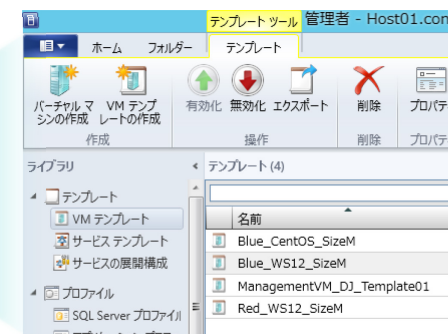 テンプレート ツール 管理者 - Host01.con
ホーム フォルダー テンプレート
バーチャル マシンの作成
VM テンプレートの作成
有効化 無効化 エクスポート
削除
プロパテ
作成 操作 削除 プロパテ
ライブラリ
テンプレート (4)
テンプレート
VM テンプレート
サービス テンプレート
サービスの展開構成
プロファイル
SQL Server プロファイル
名前
Blue_CentOS_SizeM
Blue_WS12_SizeM
ManagementVM_DJ_Template01
Red_WS12_SizeM